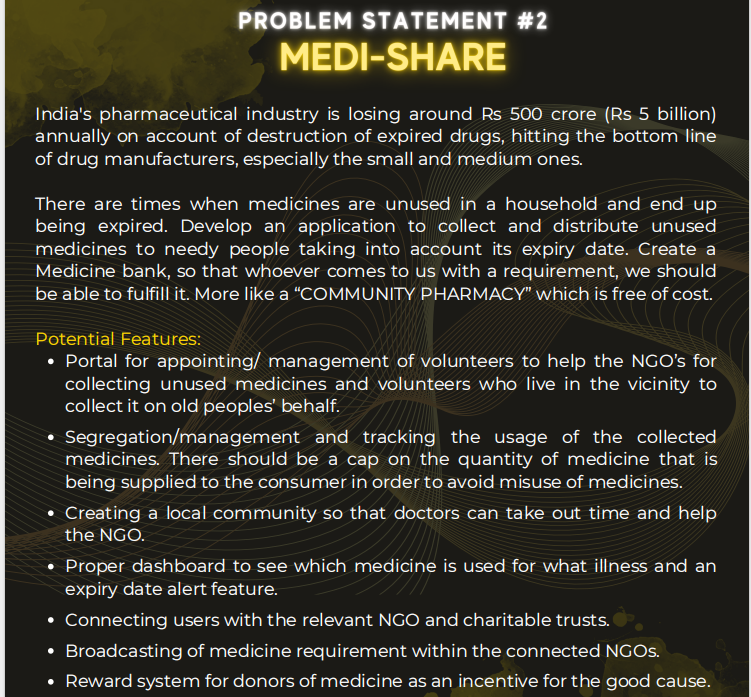 PROBLEM STATEMENT #2
MEDI-SHARE
India's pharmaceutical industry is losing around Rs 500 crore (Rs 5 billion)
annually on account of destruction of expired drugs, hitting the bottom line
of drug manufacturers, especially the small and medium ones.
There are times when medicines are unused in a household and end up
being expired. Develop an application to collect and distribute unused
medicines to needy people taking into account its expiry date. Create a
Medicine bank, so that whoever comes to us with a requirement, we should
be able to fulfill it. More like a “COMMUNITY PHARMACY” which is free of cost.
Potential Features:
• Portal for appointing/ management of volunteers to help the NGO’s for
collecting unused medicines and volunteers who live in the vicinity to
collect it on old peoples’ behalf.
• Segregation/management and tracking the usage of the collected
medicines. There should be a cap on the quantity of medicine that is
being supplied to the consumer in order to avoid misuse of medicines.
• Creating a local community so that doctors can take out time and help
the NGO.
• Proper dashboard to see which medicine is used for what illness and an
expiry date alert feature.
• Connecting users with the relevant NGO and charitable trusts.
• Broadcasting of medicine requirement within the connected NGOs.
• Reward system for donors of medicine as an incentive for the good cause.